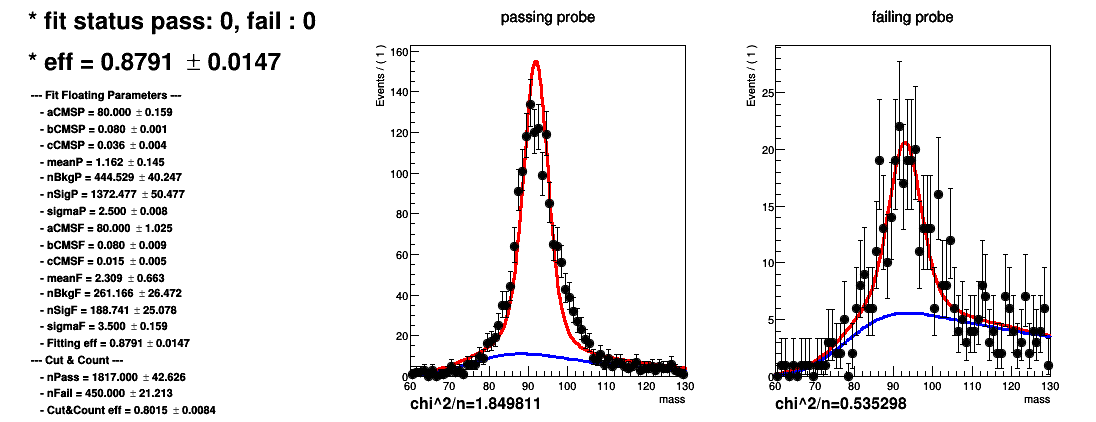 * fit status pass: 0, fail : 0
* eff = 0.8791 ± 0.0147
--- Fit Floating Parameters ---
- aCMSP = 80.000 ± 0.159
- bCMSP = 0.080 ± 0.001
- cCMSP = 0.036 ± 0.004
- meanP = 1.162 ± 0.145
- nBkgP = 444.529 ± 40.247
- nSigP = 1372.477 ± 50.477
- sigmaP = 2.500 ± 0.008
- aCMSF = 80.000 ± 1.025
- bCMSF = 0.080 ± 0.009
- cCMSF = 0.015 ± 0.005
- meanF = 2.309 ± 0.663
- nBkgF = 261.166 ± 26.472
- nSigF = 188.741 ± 25.078
- sigmaF = 3.500 ± 0.159
- Fitting eff = 0.8791 ± 0.0147
--- Cut & Count ---
- nPass = 1817.000 ± 42.626
- nFail = 450.000 ± 21.213
- Cut&Count eff = 0.8015 ± 0.0084
passing probe
Events / ( 1 )
160
140
120
100
80
60
40
20
0
60 70 80 90 100 110 120 130
mass
chi^2/n=1.849811
failing probe
Events / ( 1 )
25
20
15
10
5
0
60 70 80 90 100 110 120 130
mass
chi^2/n=0.535298